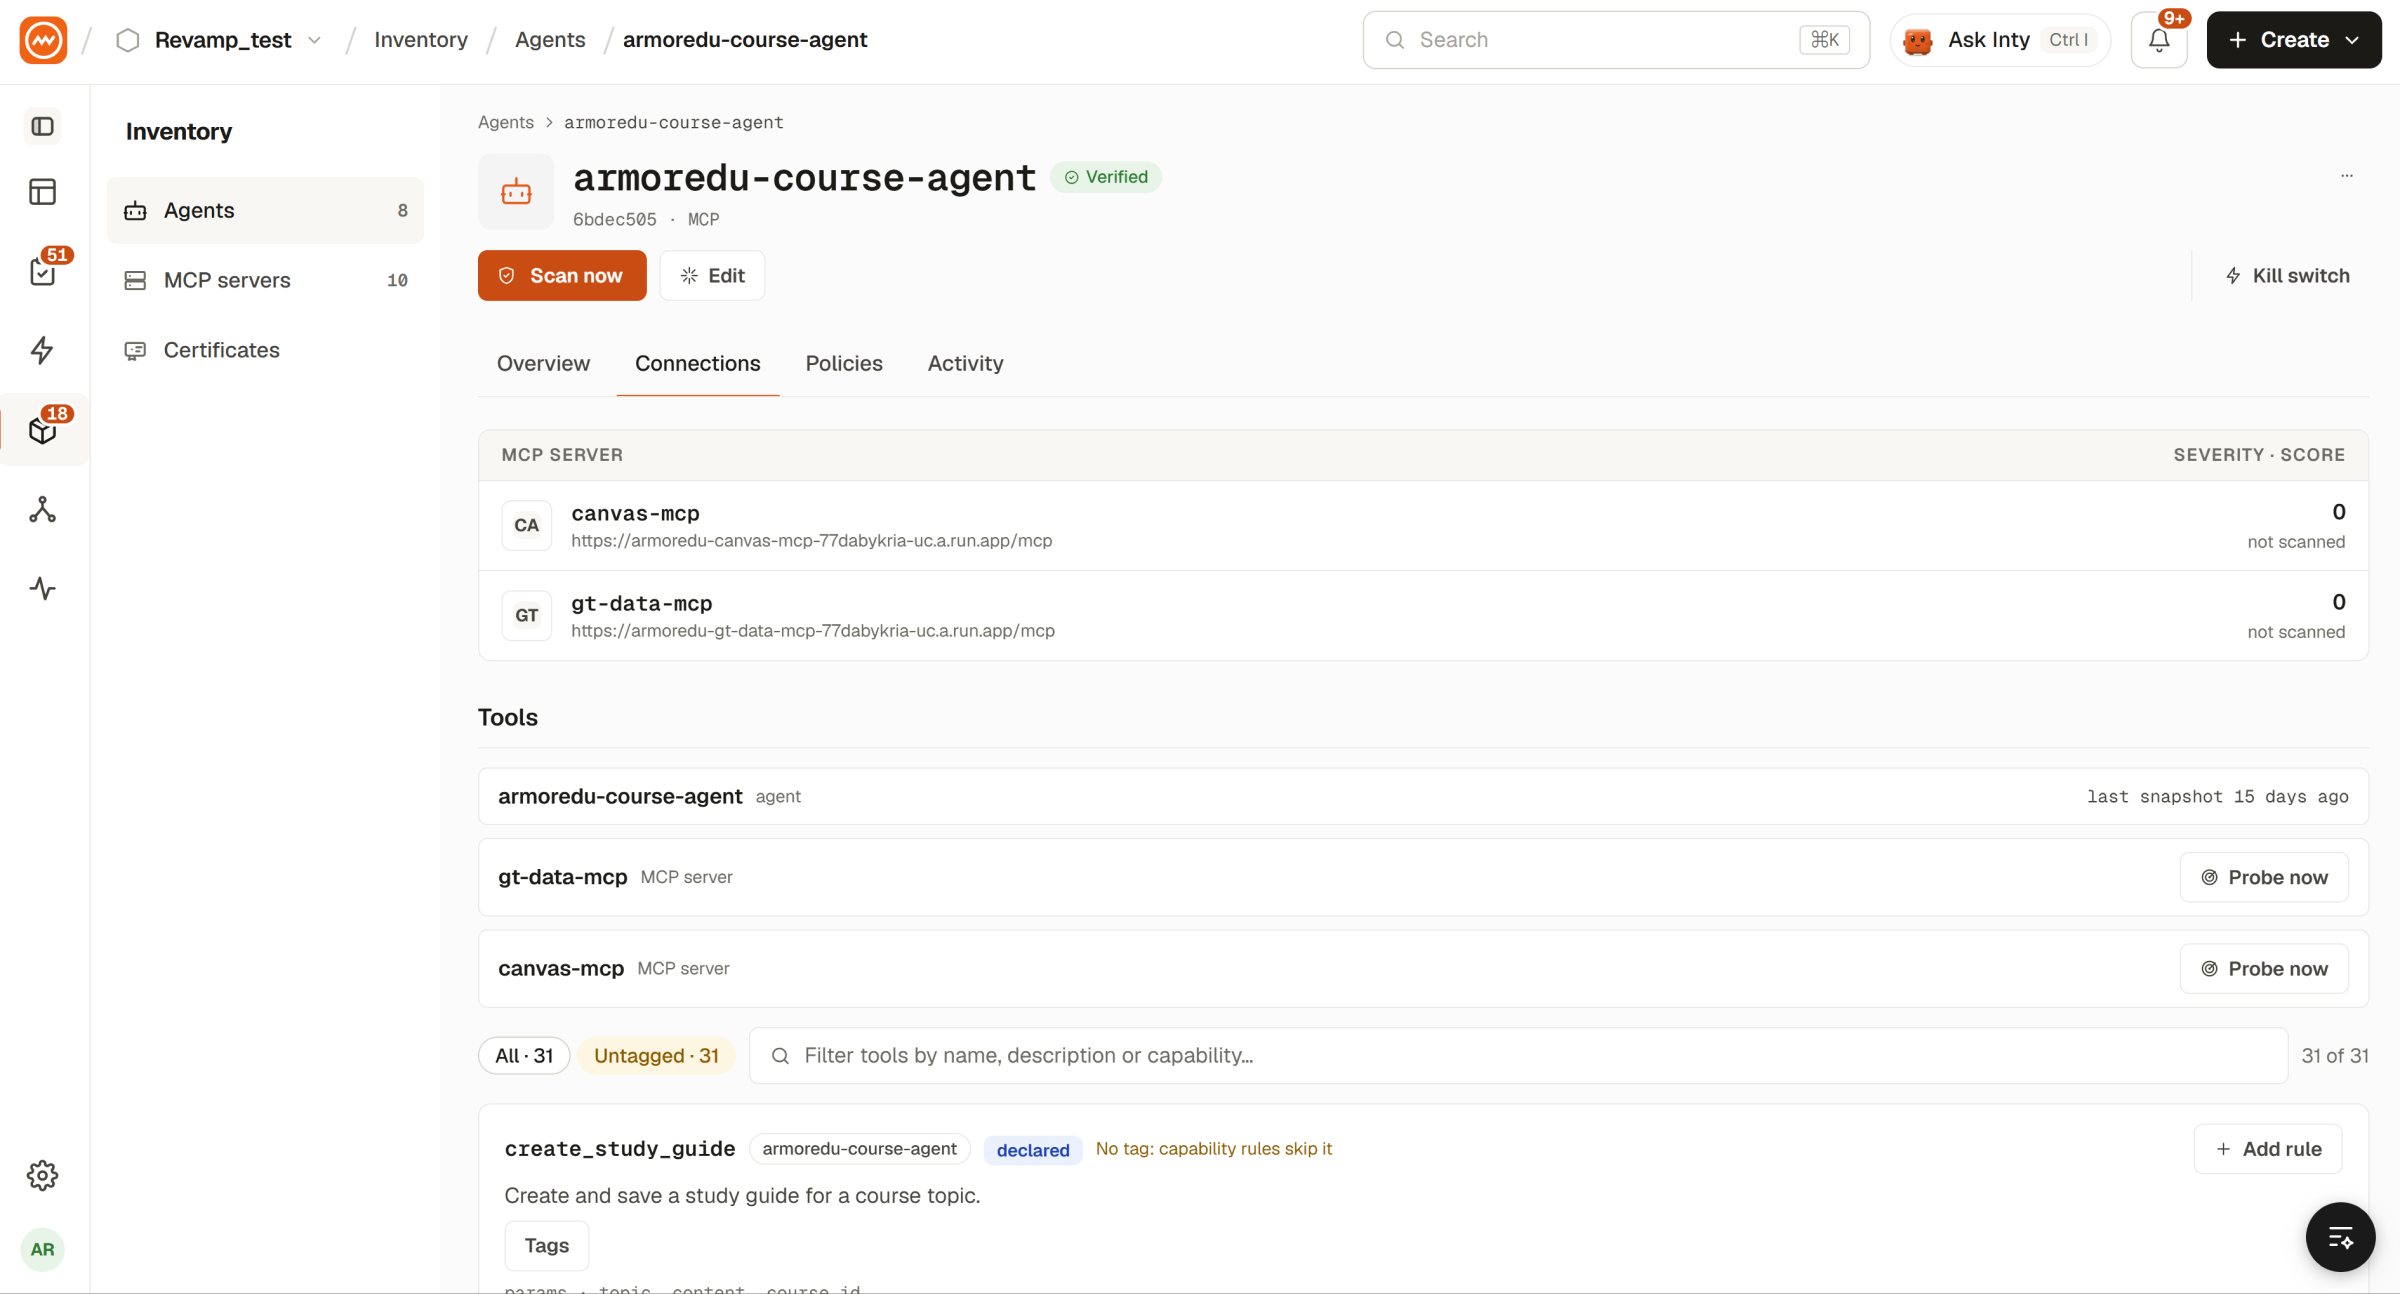 Revamp_test / Inventory / Agents / armoredu-course-agent
Search ⌘K
Ask Inty Ctrl I
9+
+ Create
Inventory
Agents 8
MCP servers 10
Certificates
51
18
AR
Agents > armoredu-course-agent
armoredu-course-agent Verified
...
6bdec505 · MCP
Scan now Edit
Kill switch
Overview Connections Policies Activity
MCP SERVER SEVERITY · SCORE
CA canvas-mcp 0
https://armoredu-canvas-mcp-77dabykria-uc.a.run.app/mcp not scanned
GT gt-data-mcp 0
https://armoredu-gt-data-mcp-77dabykria-uc.a.run.app/mcp not scanned
Tools
armoredu-course-agent agent last snapshot 15 days ago
gt-data-mcp MCP server Probe now
canvas-mcp MCP server Probe now
All · 31 Untagged · 31 Filter tools by name, description or capability... 31 of 31
create_study_guide armoredu-course-agent declared No tag: capability rules skip it + Add rule
Create and save a study guide for a course topic.
Tags
params · topic, content, course_id